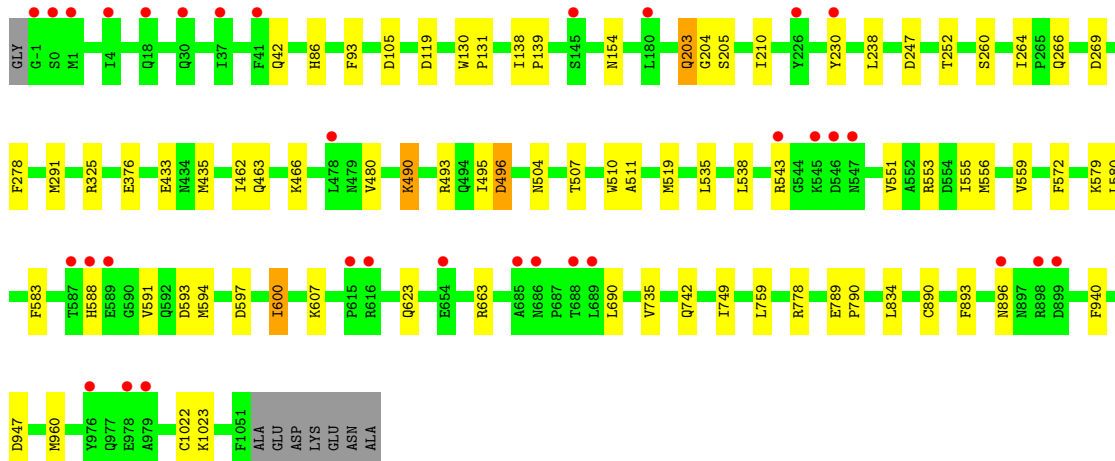 GLY G-1 S0 M1 I4 Q18 Q30 I37 F41 Q42 H86 F93 D105 D119 W130 P131 I138 P139 S145 N154 L180 Q203 G204 S205 I210 Y226 Y230 L238 D247 T252 S260 I264 P265 Q266 D269
F278 M291 R325 E376 E433 N434 M435 I462 Q463 K466 L478 N479 V480 K490 R493 Q494 I495 D496 N504 T507 W510 A511 M519 L535 L538 R543 G544 K545 D546 N547 V551 A552 R553 D554 I555 M556 V559 F572 K579 L580
F583 T587 H588 E589 G590 V591 Q592 D593 M594 D597 I600 K607 P615 R616 Q623 E654 R663 A685 N686 P687 T688 L689 L690 V735 Q742 I749 L759 R778 E789 P790 L834 C890 F893 N896 N897 R898 D899 F940
D947 M960 Y976 Q977 E978 A979 C1022 K1023 F1051 ALA GLU ASP LYS GLU ASN ALA